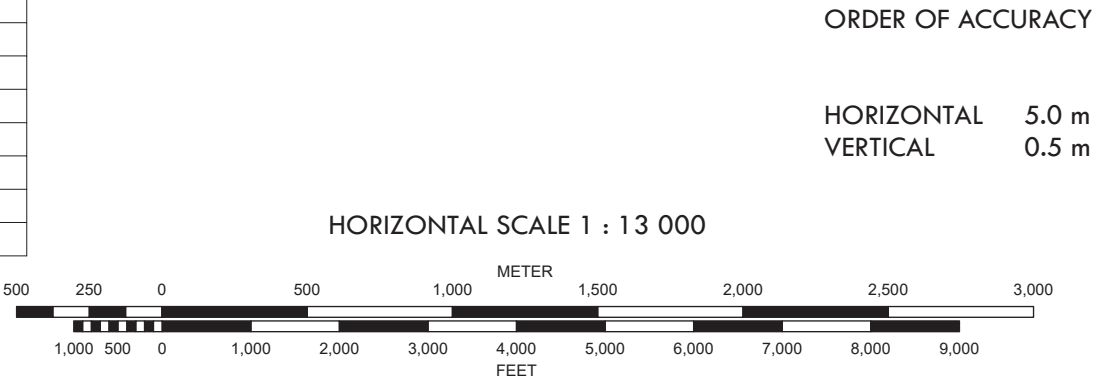 ORDER OF ACCURACY
HORIZONTAL 5.0 m
VERTICAL 0.5 m
HORIZONTAL SCALE 1 : 13 000
METER
500 250 0 500 1,000 1,500 2,000 2,500 3,000
1,000 500 0 1,000 2,000 3,000 4,000 5,000 6,000 7,000 8,000 9,000
FEET